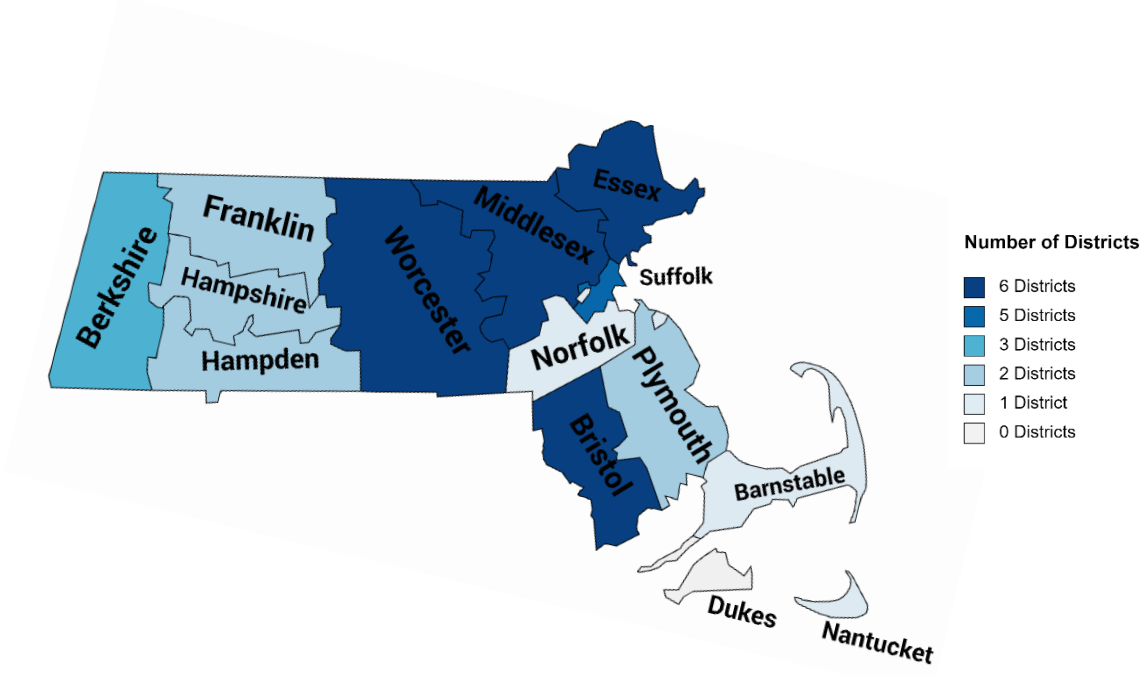 Essex
Middlesex
Franklin
Worcester
Berkshire
Hampshire
Suffolk
Hampden
Norfolk
Plymouth
Bristol
Barnstable
Dukes
Nantucket
Number of Districts
6 Districts
5 Districts
3 Districts
2 Districts
1 District
0 Districts